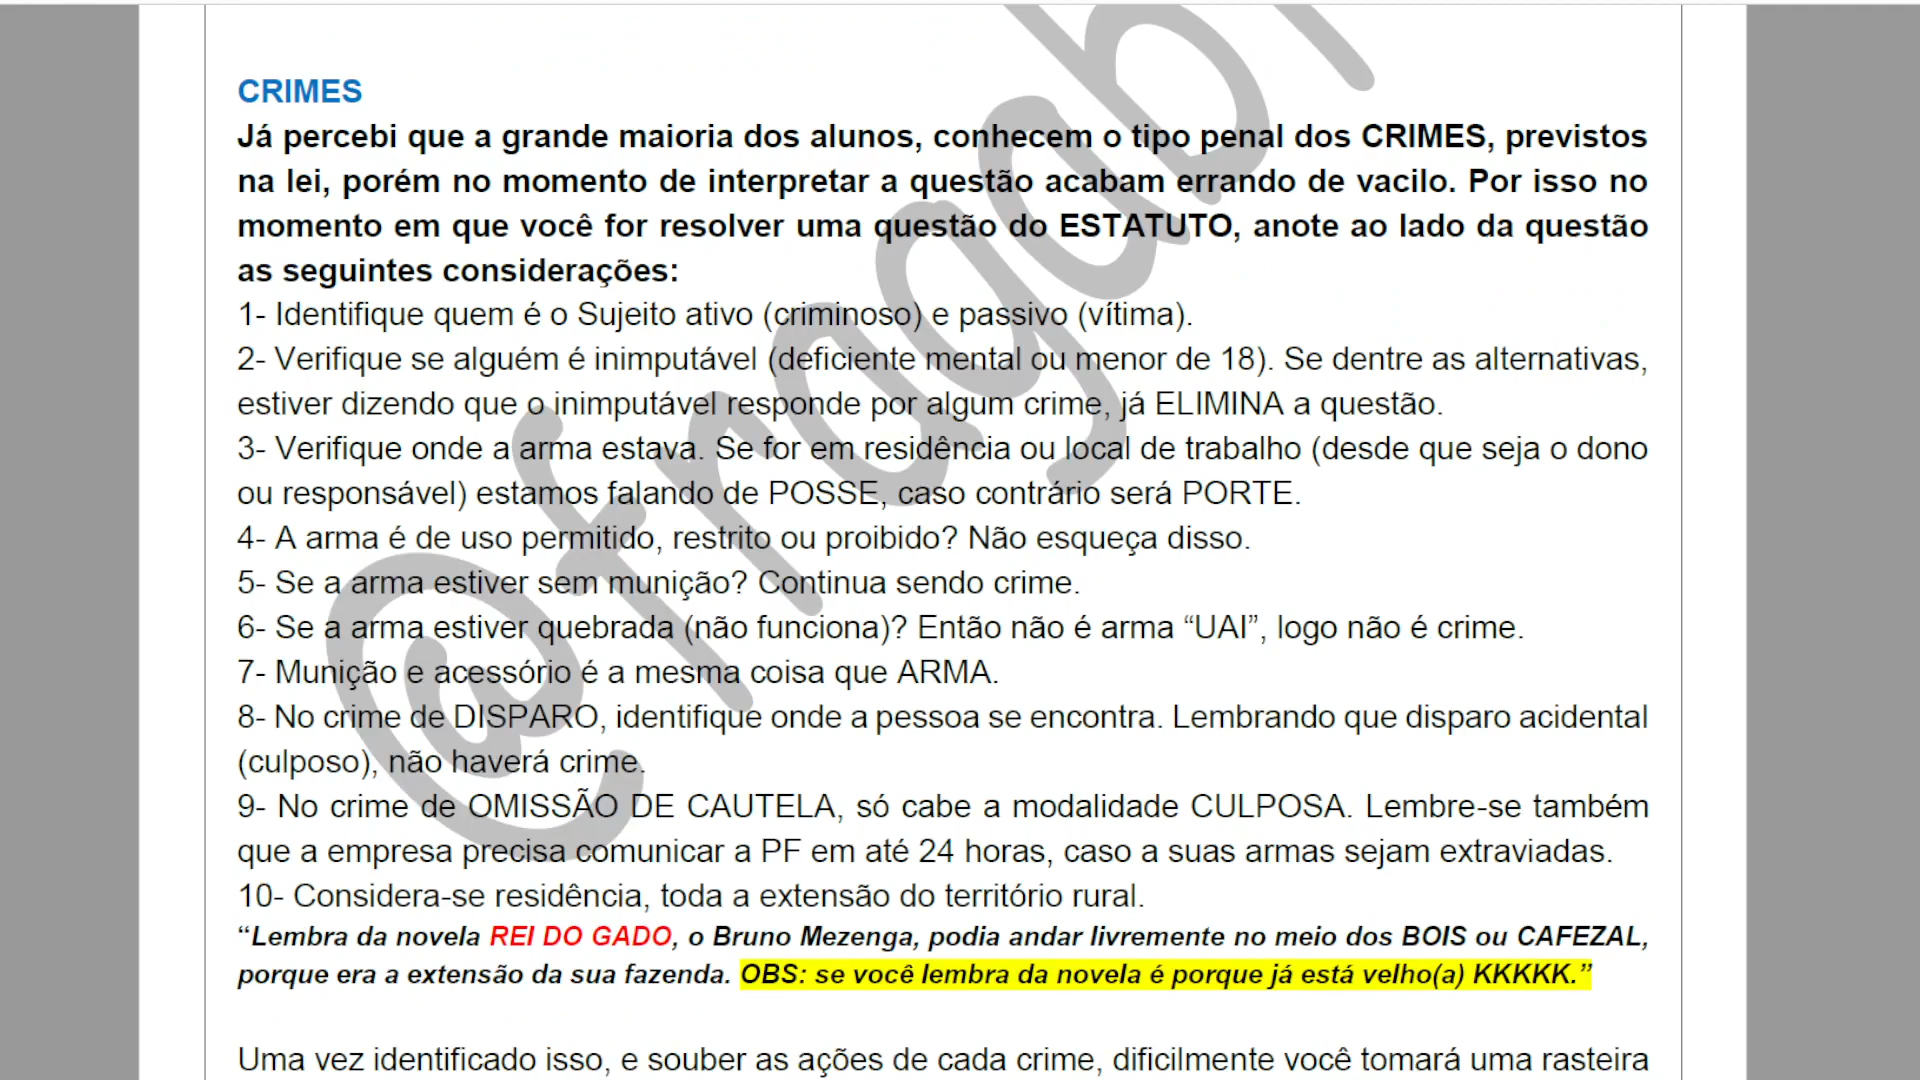 CRIMES
Já percebi que a grande maioria dos alunos, conhecem o tipo penal dos CRIMES, previstos
na lei, porém no momento de interpretar a questão acabam errando de vacilo. Por isso no
momento em que você for resolver uma questão do ESTATUTO, anote ao lado da questão
as seguintes considerações:
1- Identifique quem é o Sujeito ativo (criminoso) e passivo (vítima).
2- Verifique se alguém é inimputável (deficiente mental ou menor de 18). Se dentre as alternativas,
estiver dizendo que o inimputável responde por algum crime, já ELIMINA a questão.
3- Verifique onde a arma estava. Se for em residência ou local de trabalho (desde que seja o dono
ou responsável) estamos falando de POSSE, caso contrário será PORTE.
4- A arma é de uso permitido, restrito ou proibido? Não esqueça disso.
5- Se a arma estiver sem munição? Continua sendo crime.
6- Se a arma estiver quebrada (não funciona)? Então não é arma “UAI”, logo não é crime.
7- Munição e acessório é a mesma coisa que ARMA.
8- No crime de DISPARO, identifique onde a pessoa se encontra. Lembrando que disparo acidental
(culposo), não haverá crime.
9- No crime de OMISSÃO DE CAUTELA, só cabe a modalidade CULPOSA. Lembre-se também
que a empresa precisa comunicar a PF em até 24 horas, caso a suas armas sejam extraviadas.
10- Considera-se residência, toda a extensão do território rural.
“Lembra da novela REI DO GADO, o Bruno Mezenga, podia andar livremente no meio dos BOIS ou CAFEZAL,
porque era a extensão da sua fazenda. OBS: se você lembra da novela é porque já está velho(a) KKKKK.”
Uma vez identificado isso, e souber as ações de cada crime, dificilmente você tomará uma rasteira